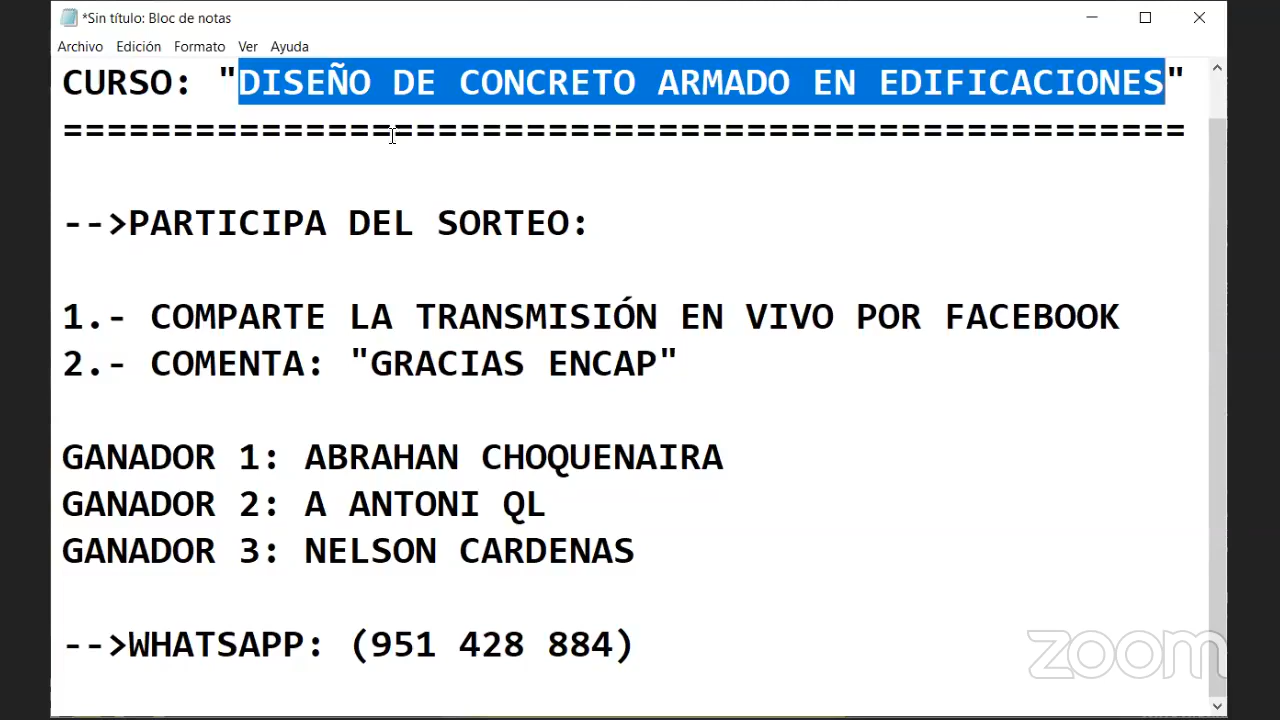 *Sin título: Bloc de notas
Archivo Edición Formato Ver Ayuda
CURSO: "DISEÑO DE CONCRETO ARMADO EN EDIFICACIONES"
===================================================
-->PARTICIPA DEL SORTEO:
1.- COMPARTE LA TRANSMISIÓN EN VIVO POR FACEBOOK
2.- COMENTA: "GRACIAS ENCAP"
GANADOR 1: ABRAHAN CHOQUENAIRA
GANADOR 2: A ANTONI QL
GANADOR 3: NELSON CARDENAS
-->WHATSAPP: (951 428 884)
zoom